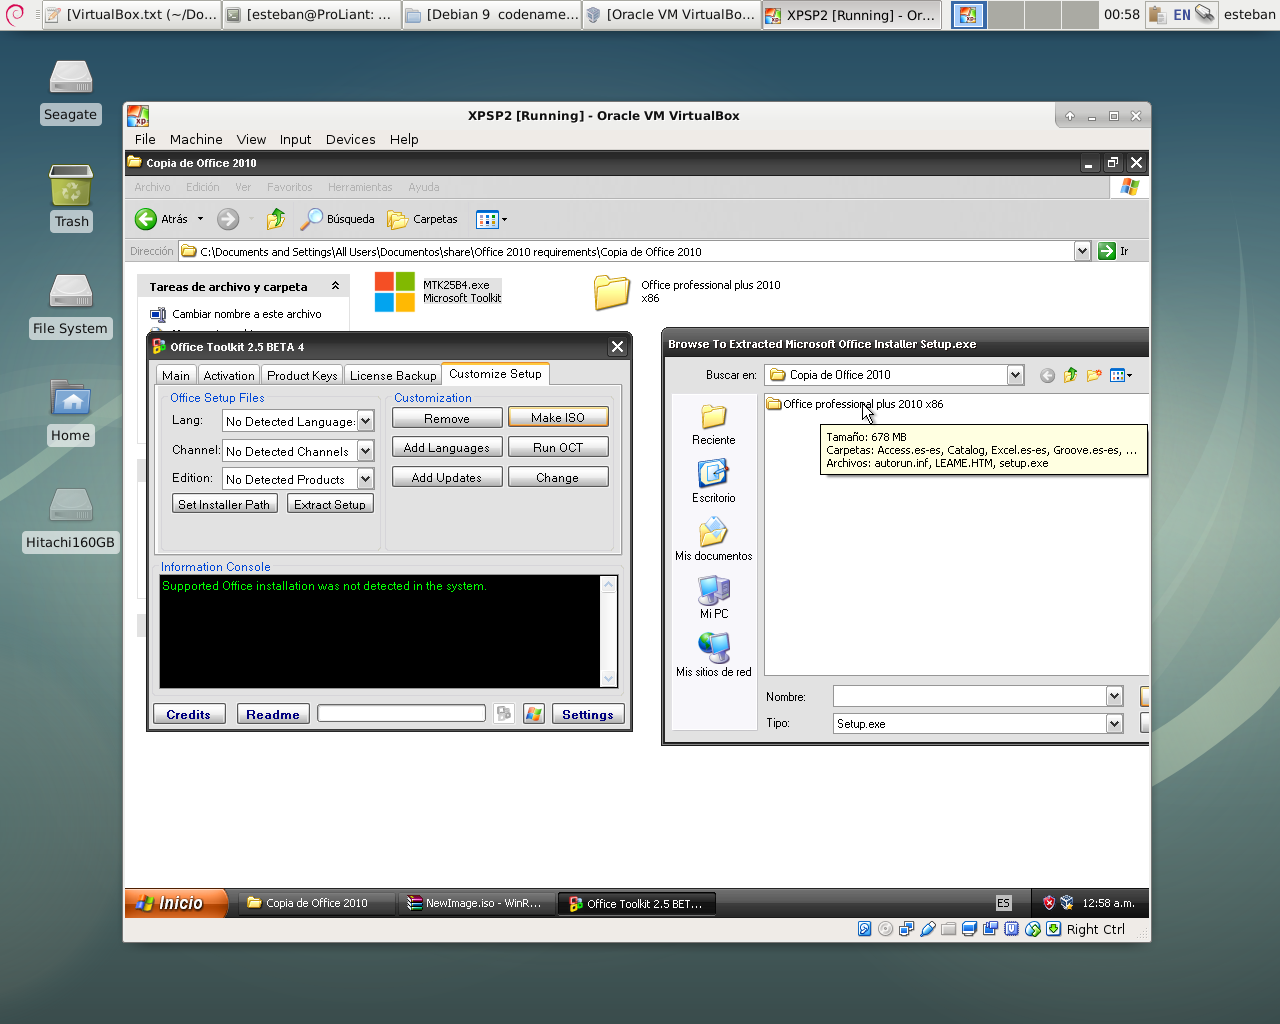 [VirtualBox.txt (~/Do...
[esteban@ProLiant: ...
[Debian 9 codename...
[Oracle VM VirtualBo...
XPSP2 [Running] - Or...
00:58
EN
esteban
Seagate
Trash
File System
Home
Hitachi160GB
XPSP2 [Running] - Oracle VM VirtualBox
File Machine View Input Devices Help
Copia de Office 2010
Archivo Edición Ver Favoritos Herramientas Ayuda
Atrás Búsqueda Carpetas
Dirección C:\Documents and Settings\All Users\Documentos\share\Office 2010 requirements\Copia de Office 2010 Ir
Tareas de archivo y carpeta
Cambiar nombre a este archivo
MTK25B4.exe
Microsoft Toolkit
Office professional plus 2010
x86
Office Toolkit 2.5 BETA 4
Main Activation Product Keys License Backup Customize Setup
Office Setup Files
Lang: No Detected Language:
Channel: No Detected Channels
Edition: No Detected Products
Set Installer Path Extract Setup
Customization
Remove Make ISO
Add Languages Run OCT
Add Updates Change
Information Console
Supported Office installation was not detected in the system.
Credits Readme Settings
Browse To Extracted Microsoft Office Installer Setup.exe
Buscar en: Copia de Office 2010
Reciente
Escritorio
Mis documentos
Mi PC
Mis sitios de red
Office professional plus 2010 x86
Tamaño: 678 MB
Carpetas: Access.es-es, Catalog, Excel.es-es, Groove.es-es, ...
Archivos: autorun.inf, LEAME.HTM, setup.exe
Nombre:
Tipo: Setup.exe
Inicio
Copia de Office 2010
NewImage.iso - WinR...
Office Toolkit 2.5 BET...
ES
12:58 a.m.
Right Ctrl